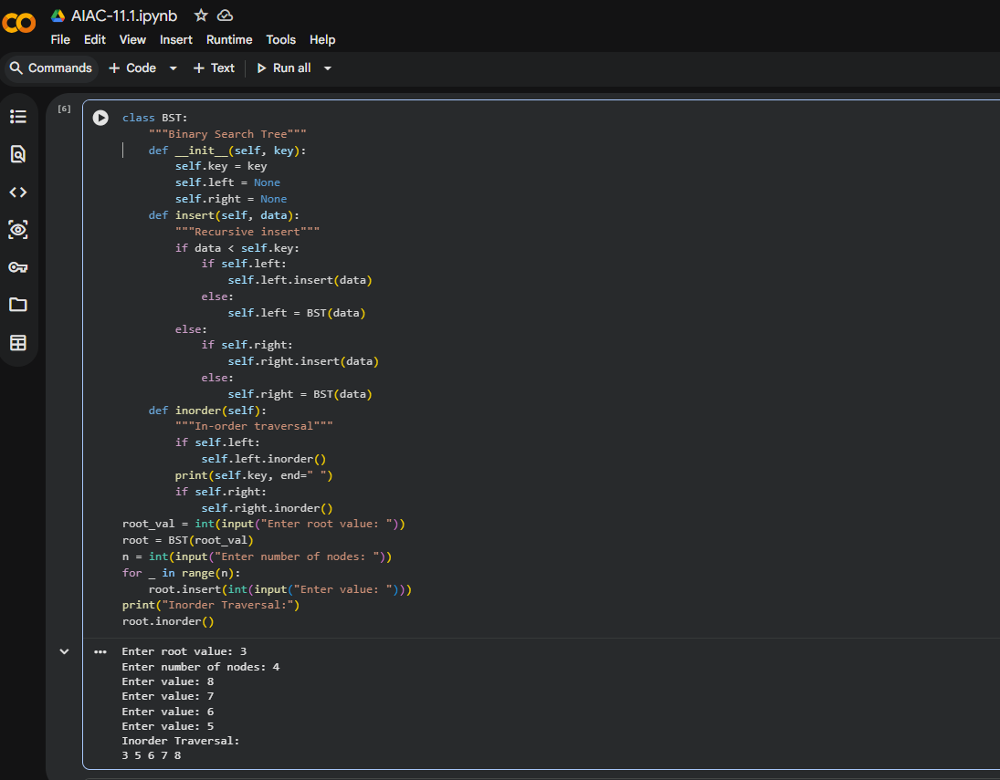 AIAC-11.1.ipynb
File Edit View Insert Runtime Tools Help
Commands + Code + Text Run all
[6]
class BST:
    """Binary Search Tree"""
    def __init__(self, key):
        self.key = key
        self.left = None
        self.right = None
    def insert(self, data):
        """Recursive insert"""
        if data < self.key:
            if self.left:
                self.left.insert(data)
            else:
                self.left = BST(data)
        else:
            if self.right:
                self.right.insert(data)
            else:
                self.right = BST(data)
    def inorder(self):
        """In-order traversal"""
        if self.left:
            self.left.inorder()
        print(self.key, end=" ")
        if self.right:
            self.right.inorder()
root_val = int(input("Enter root value: "))
root = BST(root_val)
n = int(input("Enter number of nodes: "))
for _ in range(n):
    root.insert(int(input("Enter value: ")))
print("Inorder Traversal:")
root.inorder()
Enter root value: 3
Enter number of nodes: 4
Enter value: 8
Enter value: 7
Enter value: 6
Enter value: 5
Inorder Traversal:
3 5 6 7 8